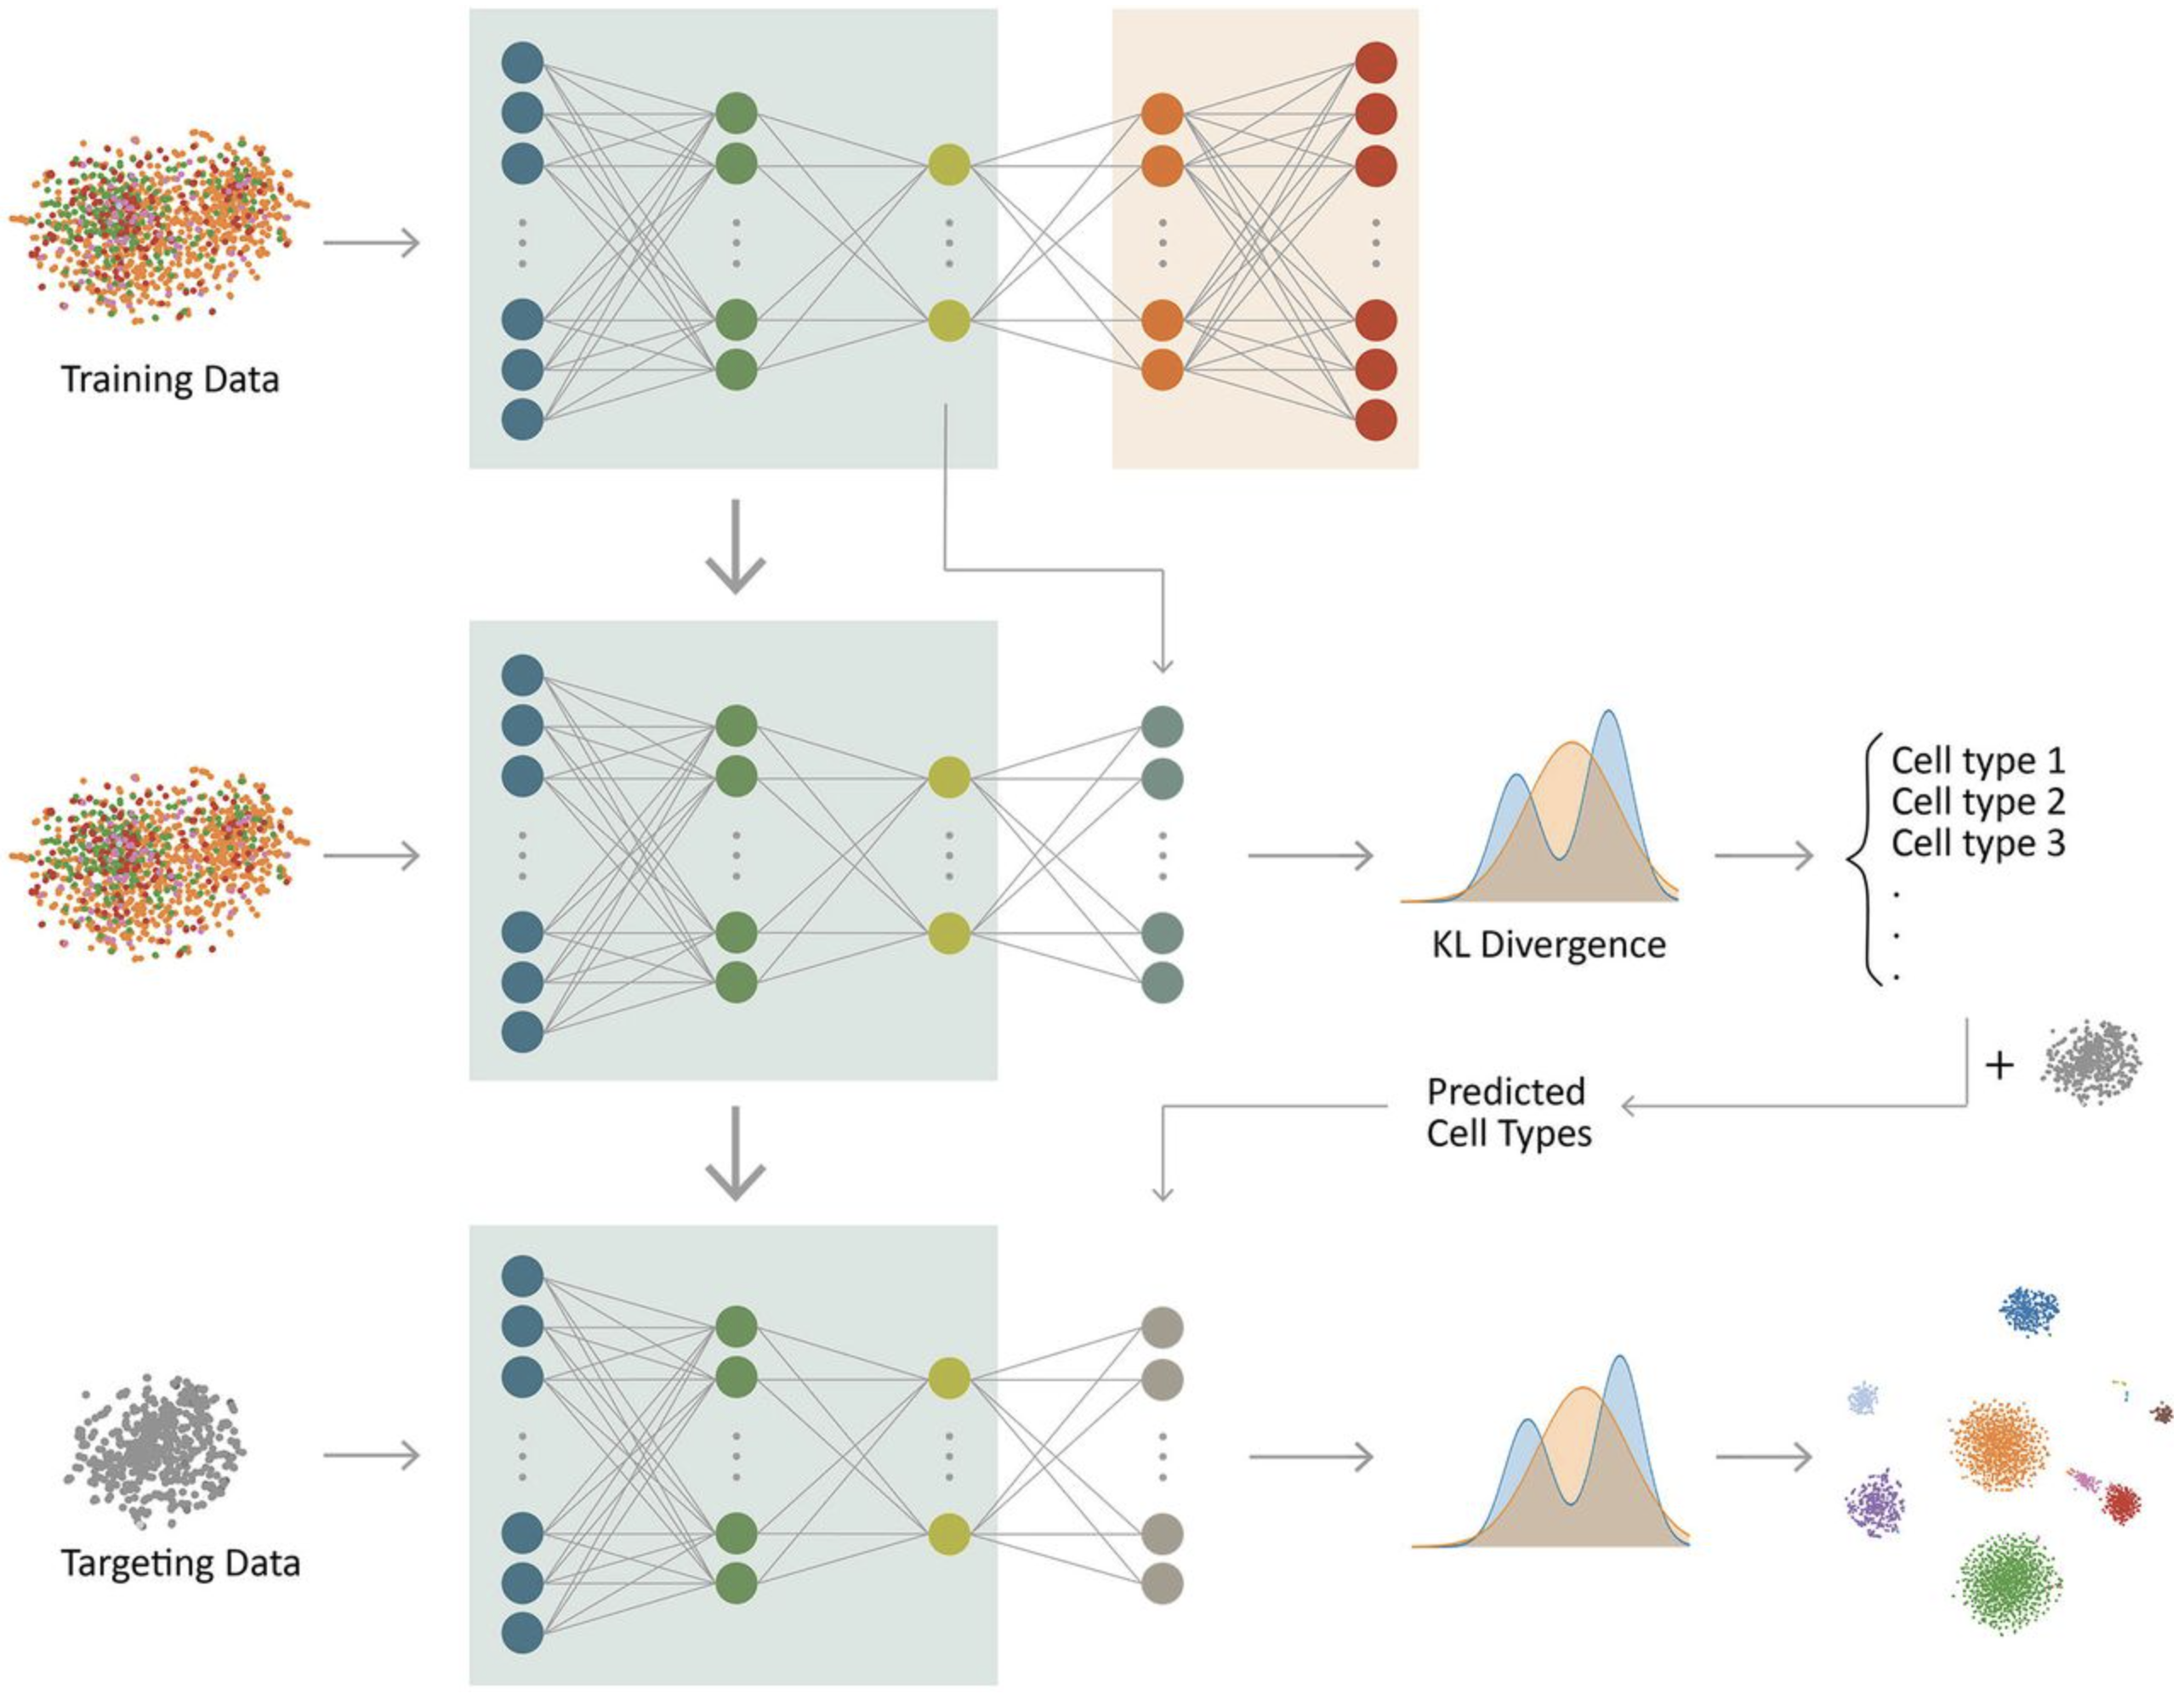 Training Data
Cell type 1
Cell type 2
Cell type 3
.
.
.
KL Divergence
+
Predicted
Cell Types
Targeting Data